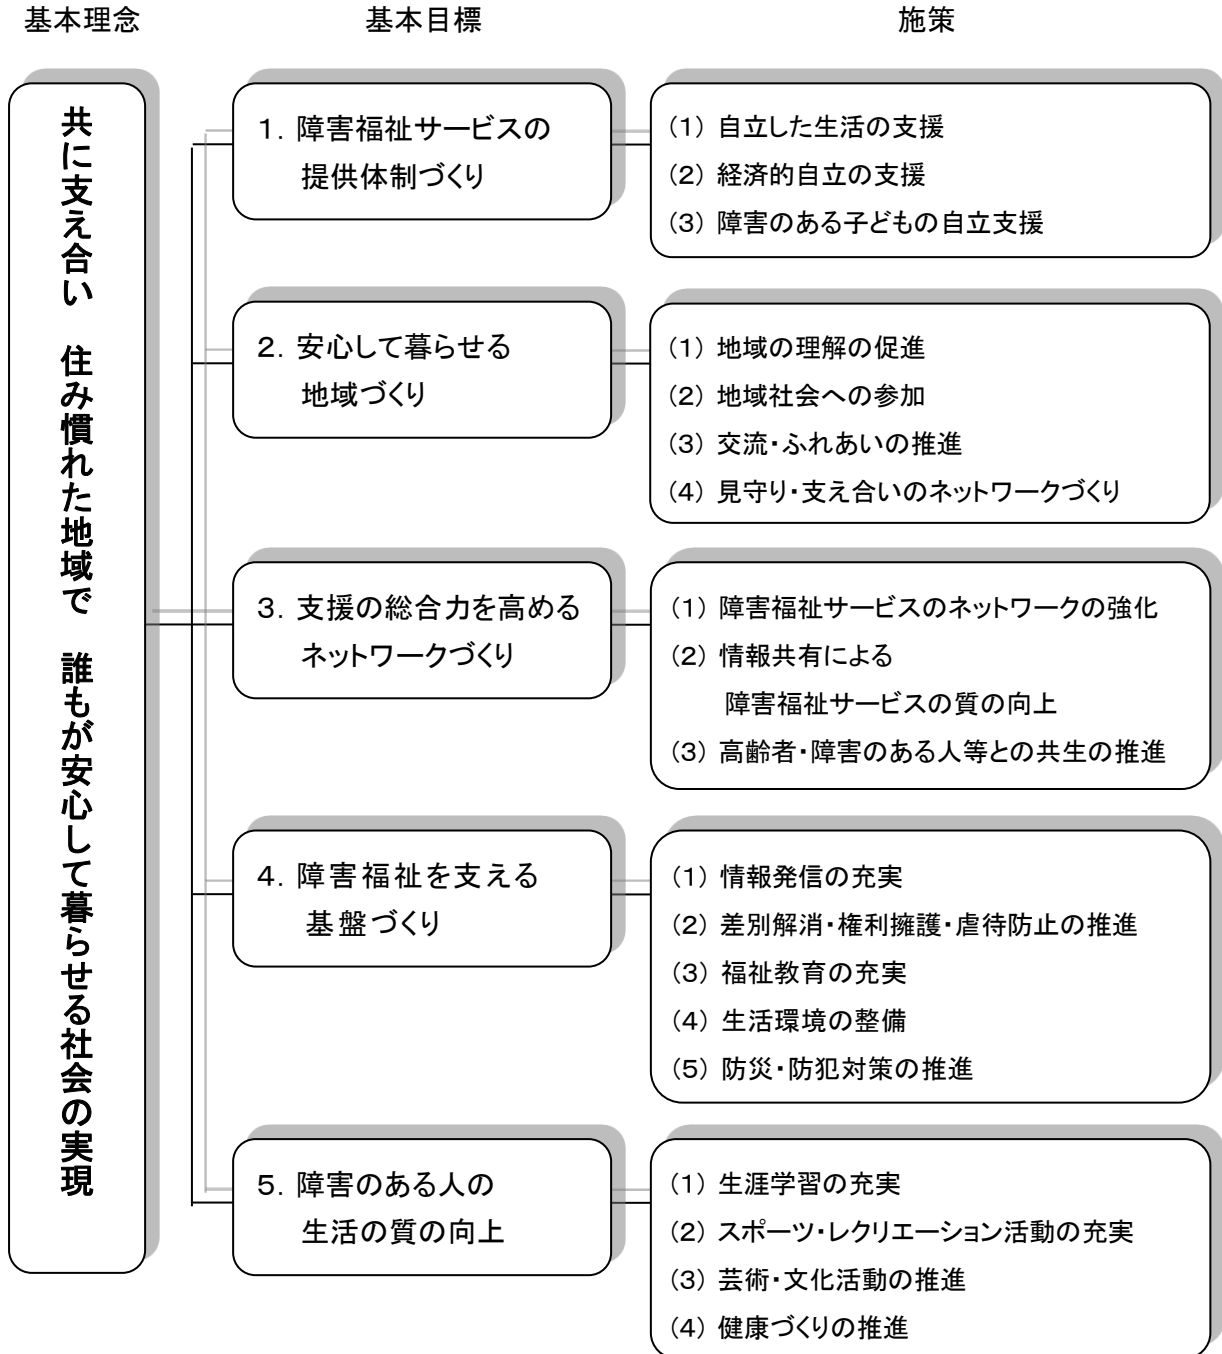 基本理念
基本目標
施策
共に支え合い　住み慣れた地域で　誰もが安心して暮らせる社会の実現
１．障害福祉サービスの
提供体制づくり
（１）自立した生活の支援
（２）経済的自立の支援
（３）障害のある子どもの自立支援
２．安心して暮らせる
地域づくり
（１）地域の理解の促進
（２）地域社会への参加
（３）交流・ふれあいの推進
（４）見守り・支え合いのネットワークづくり
３．支援の総合力を高める
ネットワークづくり
（１）障害福祉サービスのネットワークの強化
（２）情報共有による
障害福祉サービスの質の向上
（３）高齢者・障害のある人等との共生の推進
４．障害福祉を支える
基盤づくり
（１）情報発信の充実
（２）差別解消・権利擁護・虐待防止の推進
（３）福祉教育の充実
（４）生活環境の整備
（５）防災・防犯対策の推進
５．障害のある人の
生活の質の向上
（１）生涯学習の充実
（２）スポーツ・レクリエーション活動の充実
（３）芸術・文化活動の推進
（４）健康づくりの推進